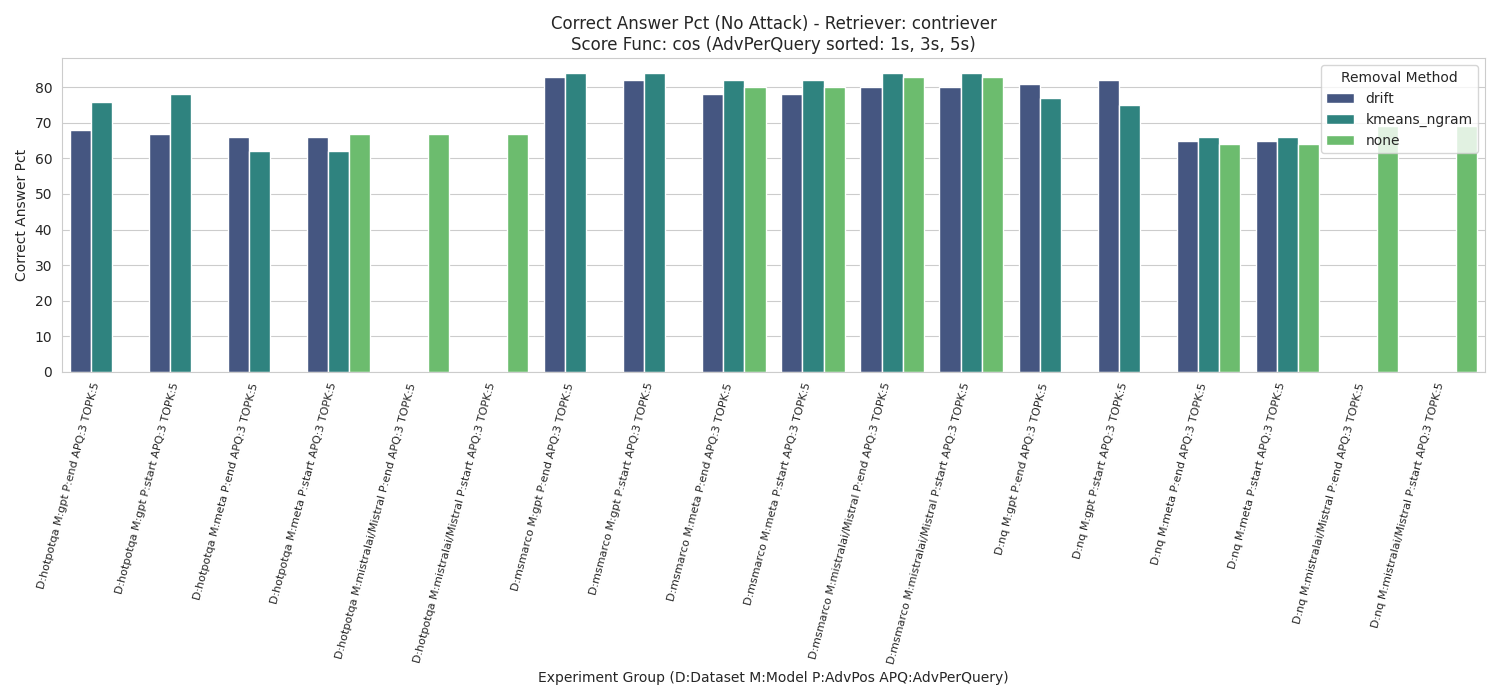 Correct Answer Pct (No Attack) - Retriever: contriever
Score Func: cos (AdvPerQuery sorted: 1s, 3s, 5s)
Removal Method
drift
kmeans_ngram
none
Correct Answer Pct
80
70
60
50
40
30
20
10
0
D:hotpotqa M:gpt P:end APQ:3 TOPK:5
D:hotpotqa M:gpt P:start APQ:3 TOPK:5
D:hotpotqa M:meta P:end APQ:3 TOPK:5
D:hotpotqa M:meta P:start APQ:3 TOPK:5
D:hotpotqa M:mistralai/Mistral P:end APQ:3 TOPK:5
D:hotpotqa M:mistralai/Mistral P:start APQ:3 TOPK:5
D:msmarco M:gpt P:end APQ:3 TOPK:5
D:msmarco M:gpt P:start APQ:3 TOPK:5
D:msmarco M:meta P:end APQ:3 TOPK:5
D:msmarco M:meta P:start APQ:3 TOPK:5
D:msmarco M:mistralai/Mistral P:end APQ:3 TOPK:5
D:msmarco M:mistralai/Mistral P:start APQ:3 TOPK:5
D:nq M:gpt P:end APQ:3 TOPK:5
D:nq M:gpt P:start APQ:3 TOPK:5
D:nq M:meta P:end APQ:3 TOPK:5
D:nq M:meta P:start APQ:3 TOPK:5
D:nq M:mistralai/Mistral P:end APQ:3 TOPK:5
D:nq M:mistralai/Mistral P:start APQ:3 TOPK:5
Experiment Group (D:Dataset M:Model P:AdvPos APQ:AdvPerQuery)